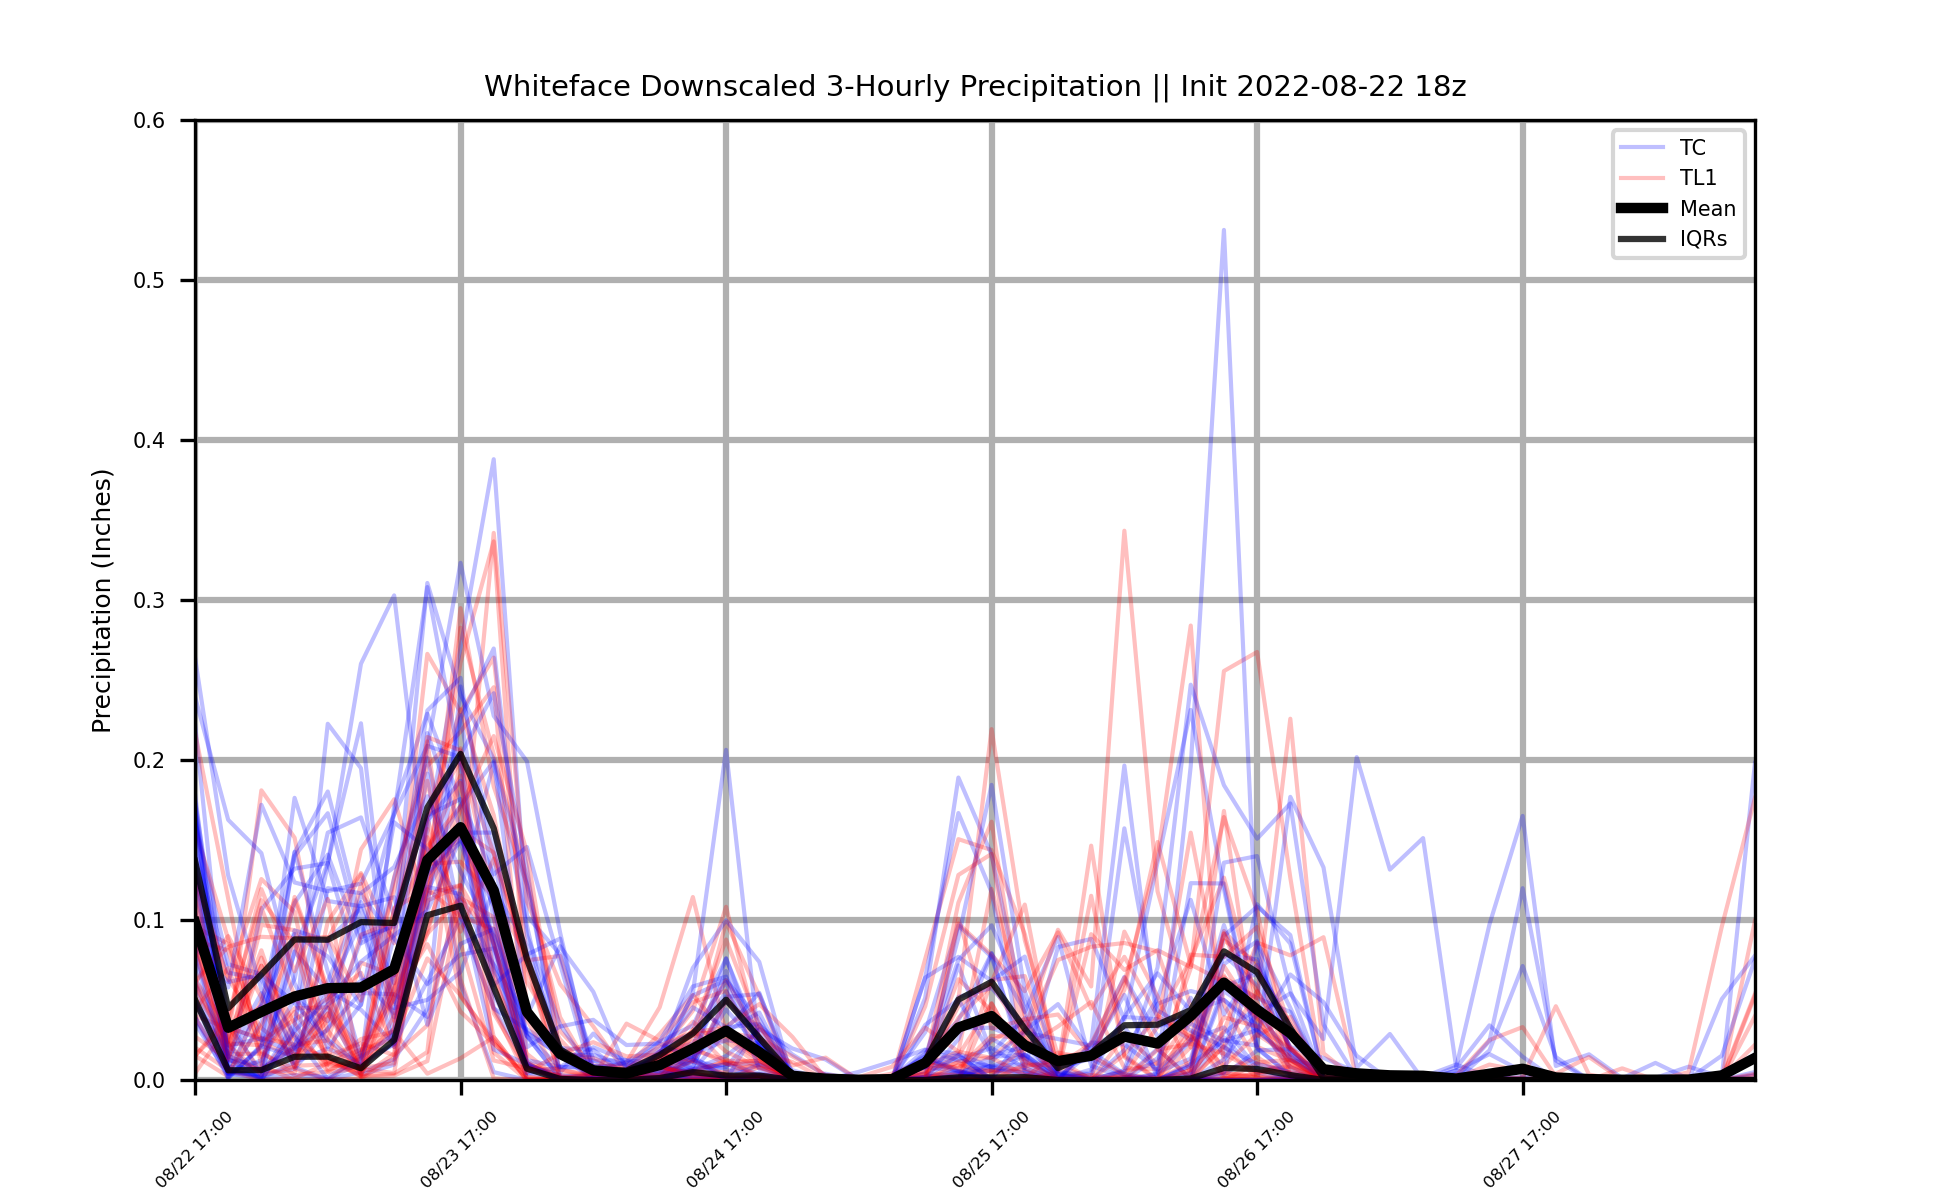 Whiteface Downscaled 3-Hourly Precipitation || Init 2022-08-22 18z
TC
TL1
Mean
IQRs
Precipitation (Inches)
0.6
0.5
0.4
0.3
0.2
0.1
0.0
08/22 17:00
08/23 17:00
08/24 17:00
08/25 17:00
08/26 17:00
08/27 17:00